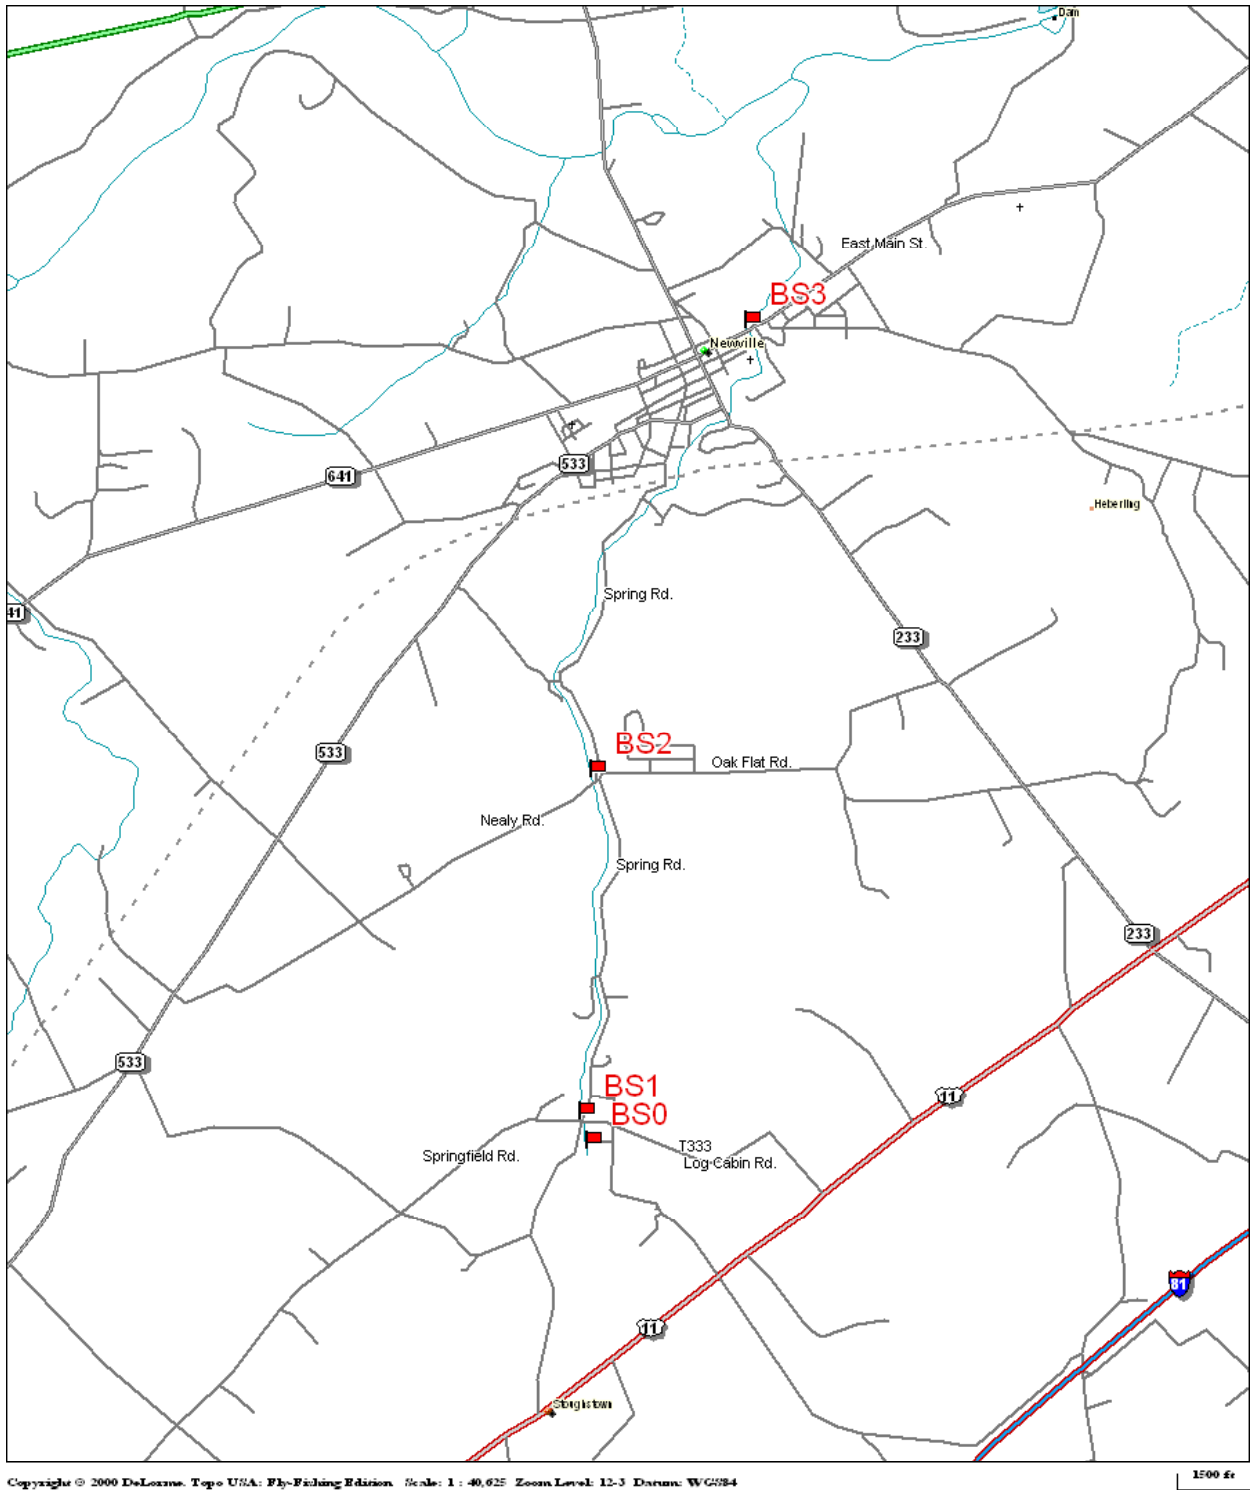 Dam
East Main St.
BS3
Newville
533
641
Heberling
41
Spring Rd.
233
BS2
533
Oak Flat Rd.
Nealy Rd.
Spring Rd.
233
533
BS1
11
BS0
T333
Springfield Rd.
Log Cabin Rd.
81
11
Stoughstown
Copyright © 2000 DeLorme. Topo USA: Fly-Fishing Edition Scale: 1 : 40,625 Zoom Level: 12-3 Datum: WGS84
1500 ft